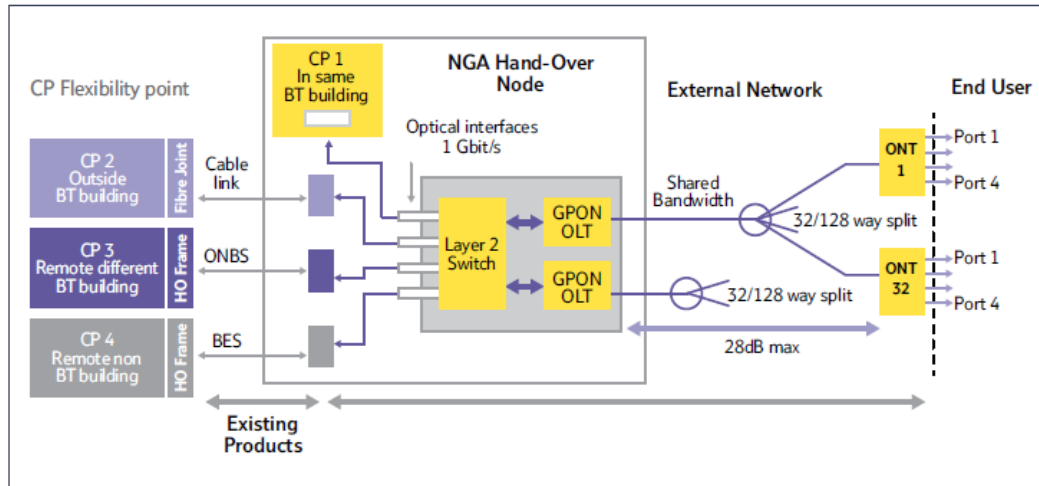 CP Flexibility point
CP 1
In same
BT building
NGA Hand-Over
Node
External Network
End User
Optical interfaces
1 Gbit/s
CP 2
Outside
BT building
Fibre Joint
Cable
link
CP 3
Remote different
BT building
HO Frame
ONBS
CP 4
Remote non
BT building
HO Frame
BES
Layer 2
Switch
GPON
OLT
GPON
OLT
Shared
Bandwidth
32/128 way split
32/128 way split
28dB max
ONT
1
Port 1
Port 4
ONT
32
Port 1
Port 4
Existing
Products